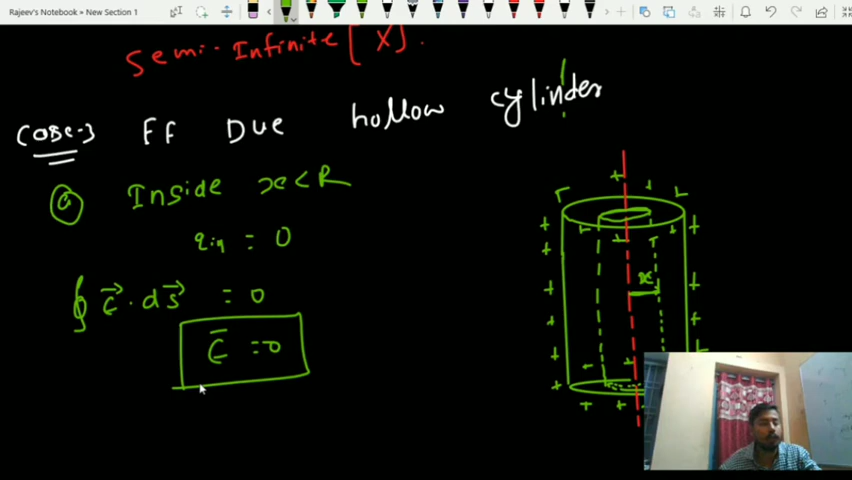 Rajeev's Notebook » New Section 1
Semi-Infinite [X].
Case-3 EF Due hollow cylinder
a Inside x<R
qin = 0
∮ E⃗ . ds⃗ = 0
E⃗ = 0
x